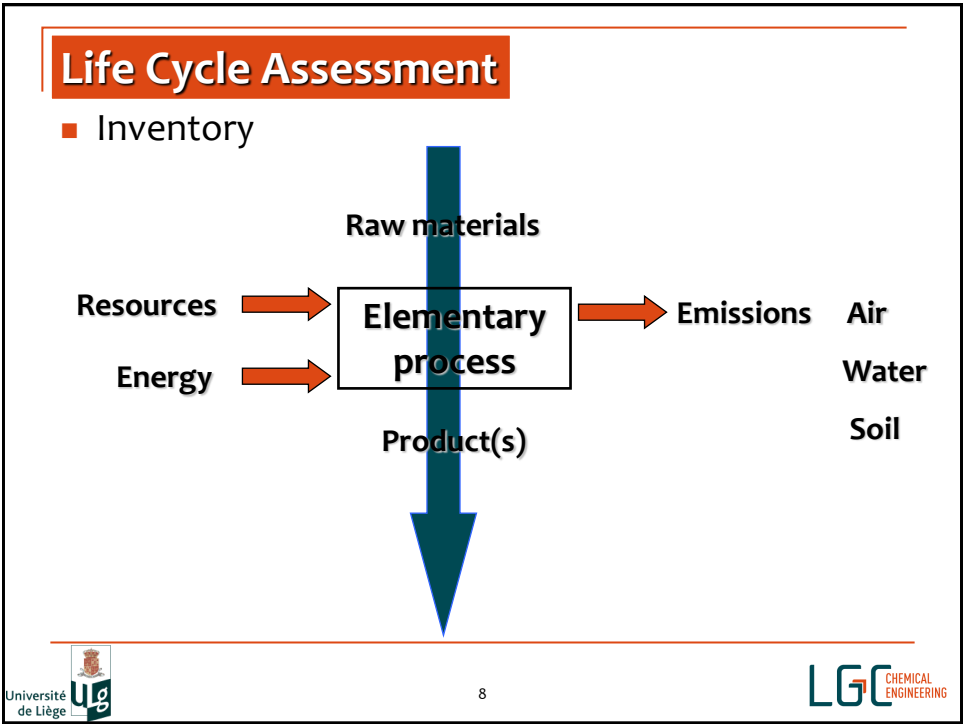 Life Cycle Assessment
Inventory
Raw materials
Resources
Energy
Elementary
process
Emissions
Air
Water
Soil
Product(s)
Université
de Liège
ULg
8
LGC
CHEMICAL
ENGINEERING